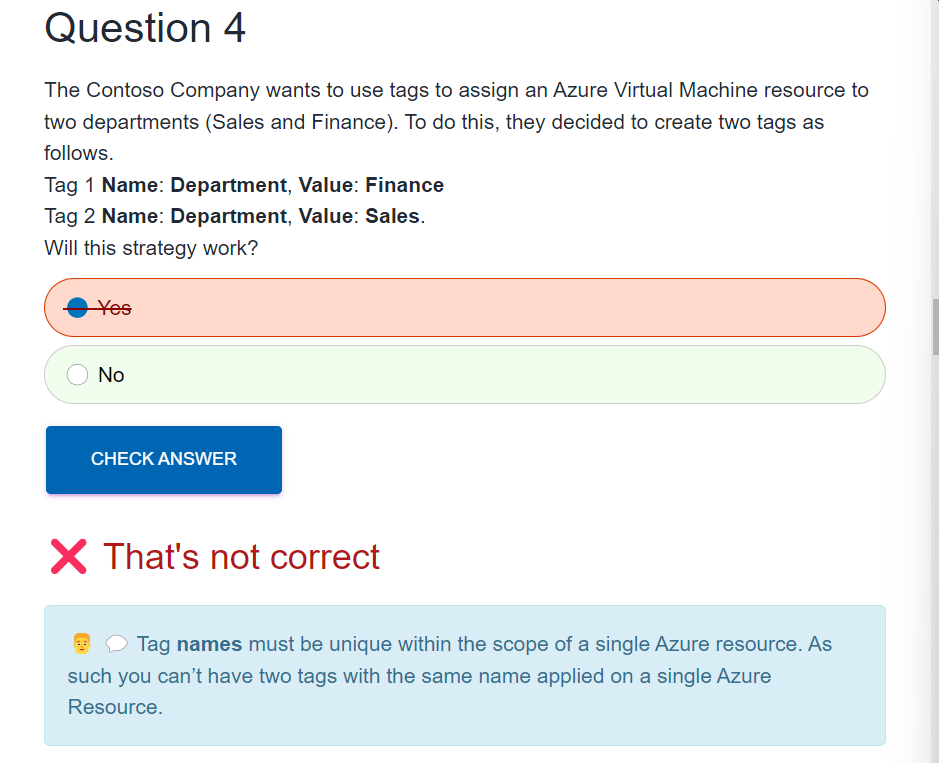 Question 4
The Contoso Company wants to use tags to assign an Azure Virtual Machine resource to
two departments (Sales and Finance). To do this, they decided to create two tags as
follows.
Tag 1 Name: Department, Value: Finance
Tag 2 Name: Department, Value: Sales.
Will this strategy work?
Yes
No
CHECK ANSWER
That's not correct
Tag names must be unique within the scope of a single Azure resource. As
such you can’t have two tags with the same name applied on a single Azure
Resource.